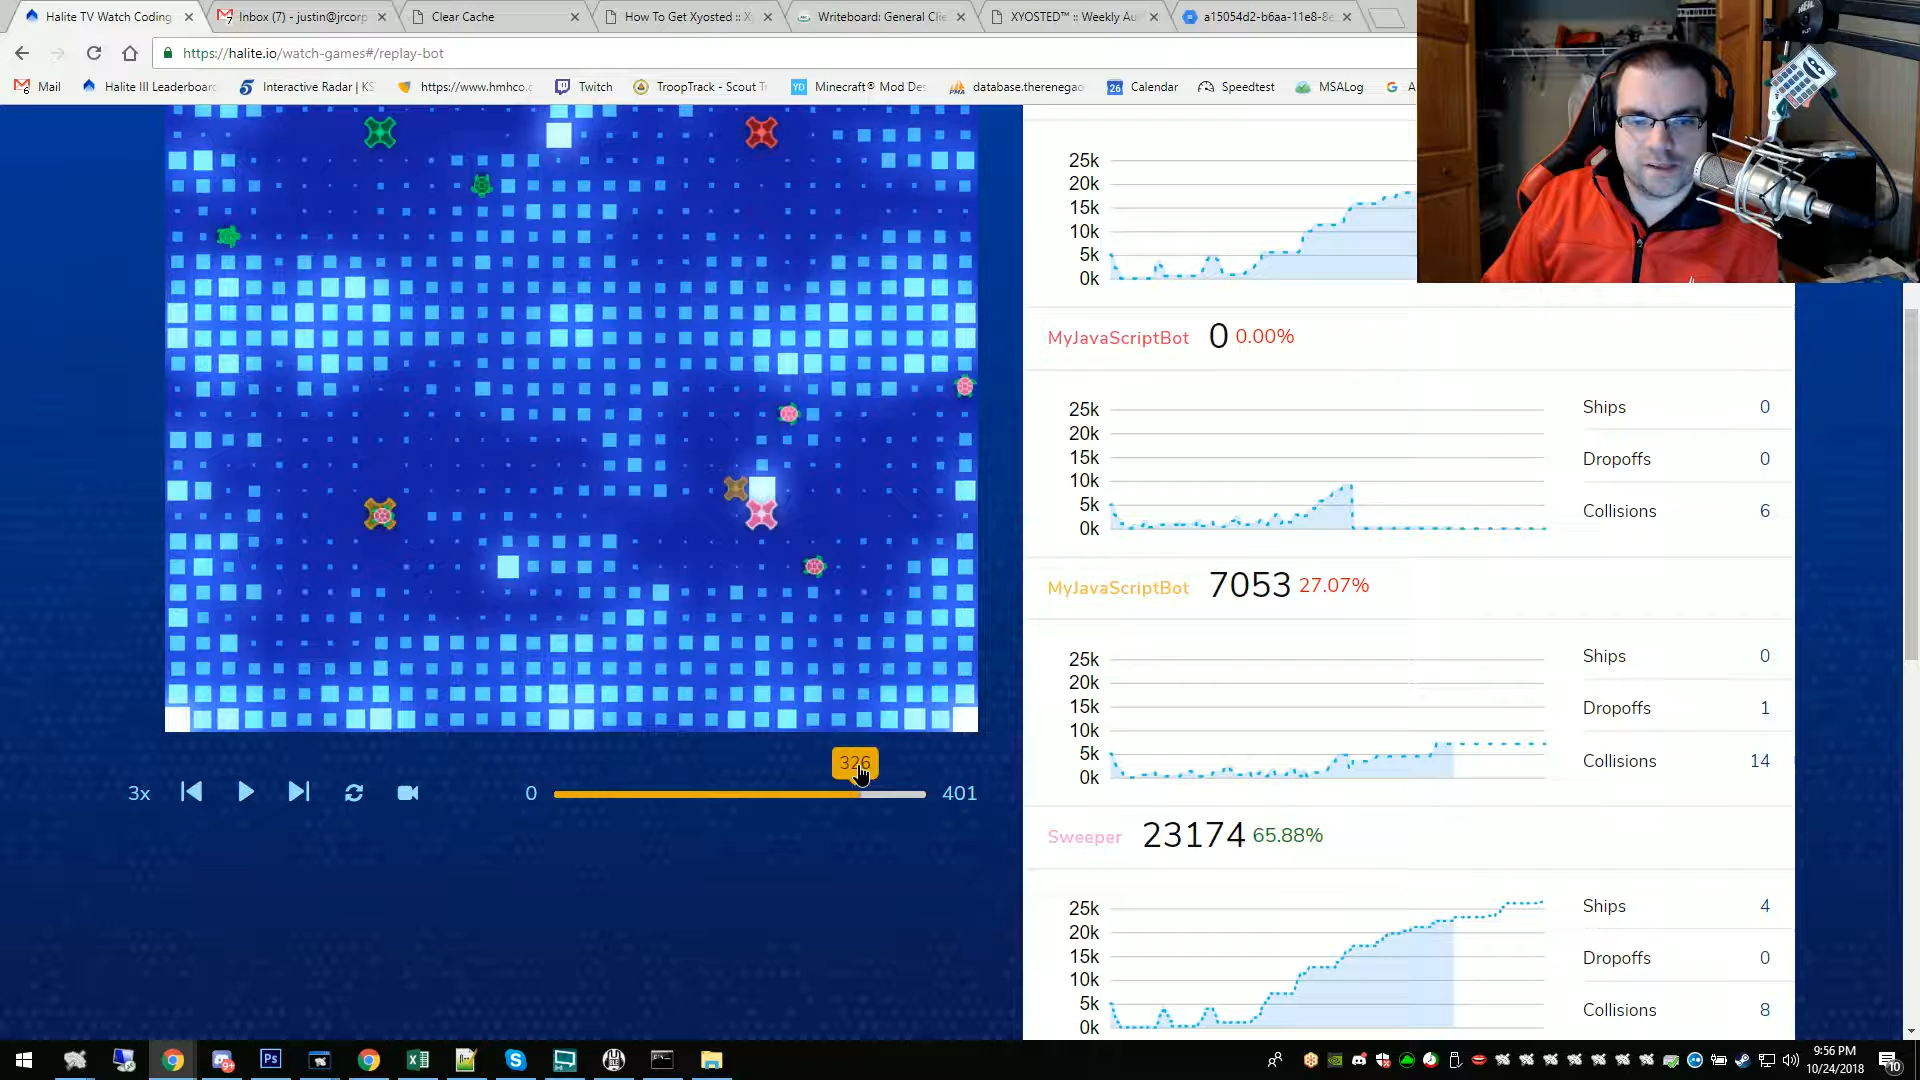 Halite TV Watch Coding
Inbox (7) - justin@jrcorp
Clear Cache
How To Get Xyosted :: X
Writeboard: General Clie
XYOSTED™ :: Weekly Au
a15054d2-b6aa-11e8-8e
https://halite.io/watch-games#/replay-bot
Mail
Halite III Leaderboard
Interactive Radar | KS
https://www.hmhco.c
Twitch
TroopTrack - Scout T
Minecraft® Mod Des
database.therenega
26
Calendar
Speedtest
MSALog
A
25k
20k
15k
10k
5k
0k
MyJavaScriptBot 0 0.00%
25k
20k
15k
10k
5k
0k
Ships 0
Dropoffs 0
Collisions 6
MyJavaScriptBot 7053 27.07%
25k
20k
15k
10k
5k
0k
Ships 0
Dropoffs 1
Collisions 14
Sweeper 23174 65.88%
25k
20k
15k
10k
5k
0k
Ships 4
Dropoffs 0
Collisions 8
326
3x
0
401
9:56 PM
10/24/2018